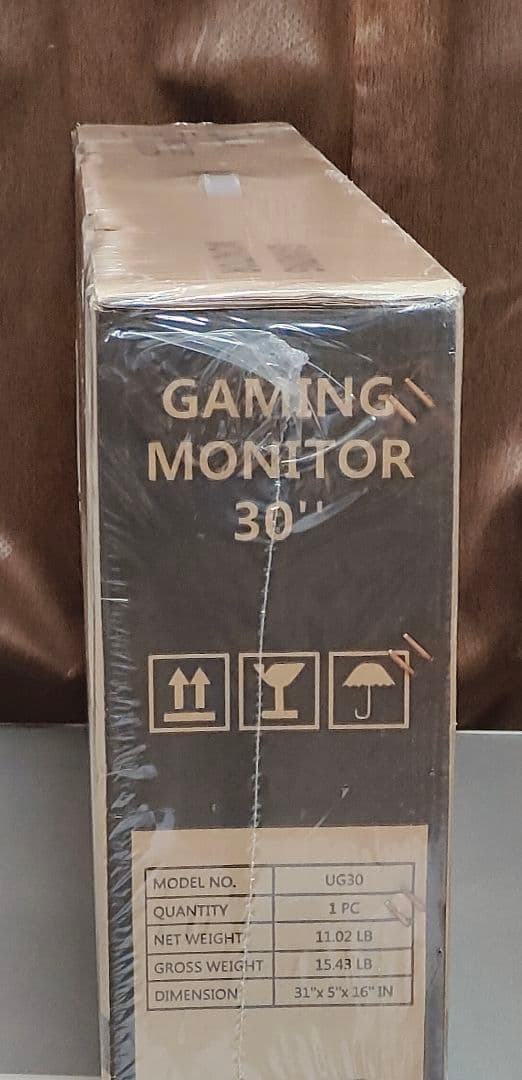 GAMING
MONITOR
30''
MODEL NO. UG30
QUANTITY 1 PC
NET WEIGHT 11.02 LB
GROSS WEIGHT 15.43 LB
DIMENSION 31"x 5"x 16" IN